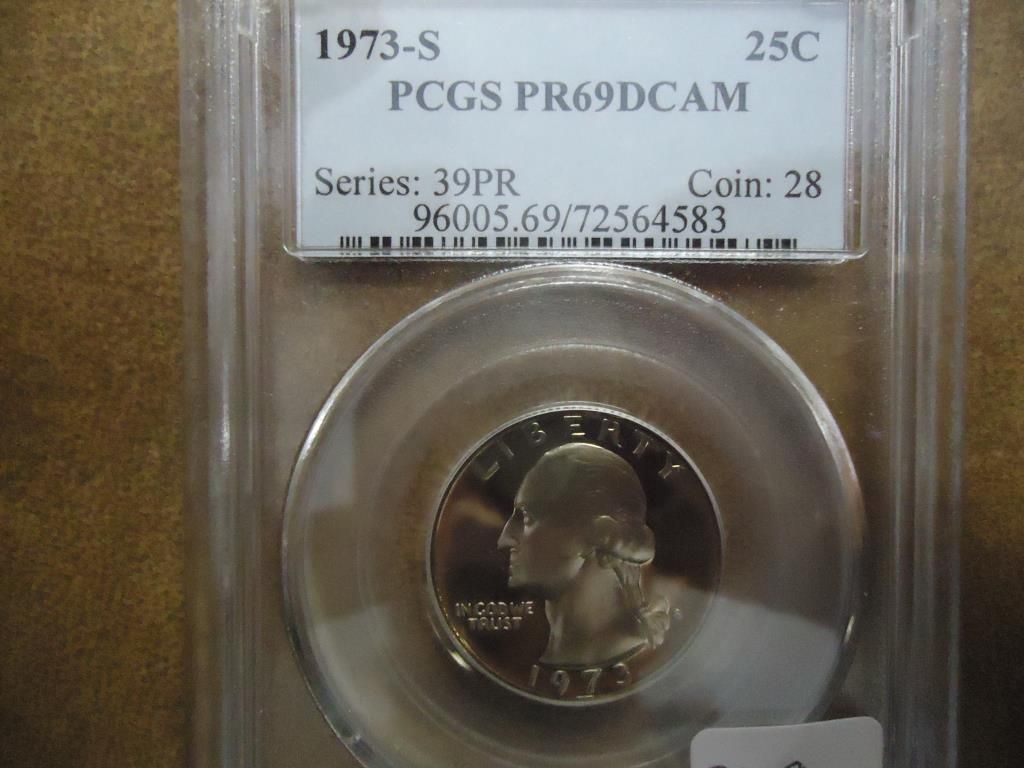 1973-S 25C
PCGS PR69DCAM
Series: 39PR Coin: 28
96005.69/72564583
LIBERTY
IN GOD WE
TRUST
1973